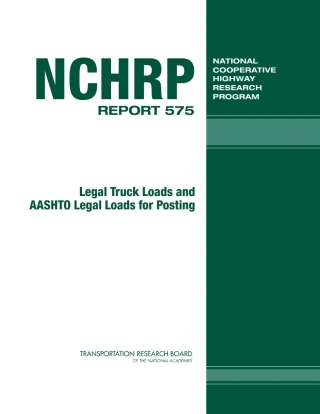 NCHRP
REPORT 575
NATIONAL
COOPERATIVE
HIGHWAY
RESEARCH
PROGRAM
Legal Truck Loads and
AASHTO Legal Loads for Posting
TRANSPORTATION RESEARCH BOARD
OF THE NATIONAL ACADEMIES